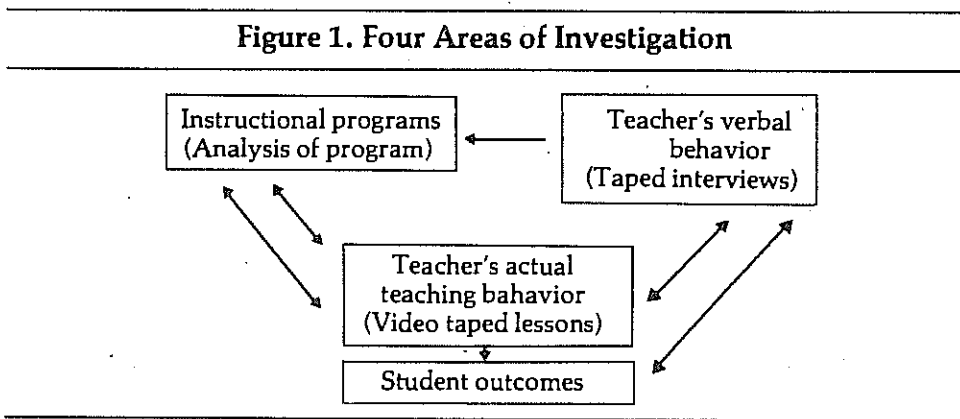 Figure 1. Four Areas of Investigation
Instructional programs
(Analysis of program)
Teacher's verbal
behavior
(Taped interviews)
Teacher's actual
teaching bahavior
(Video taped lessons)
Student outcomes